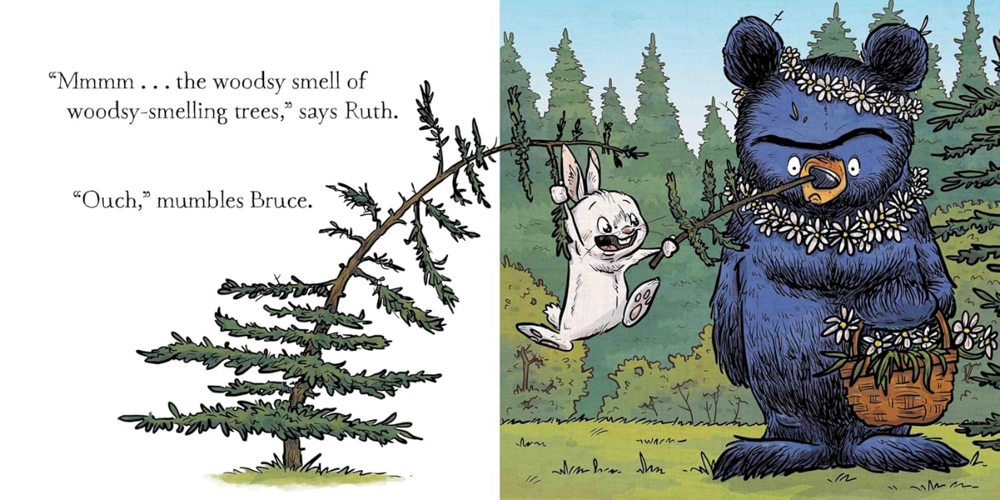 “Mmmm . . . the woodsy smell of
woodsy-smelling trees,” says Ruth.
“Ouch,” mumbles Bruce.